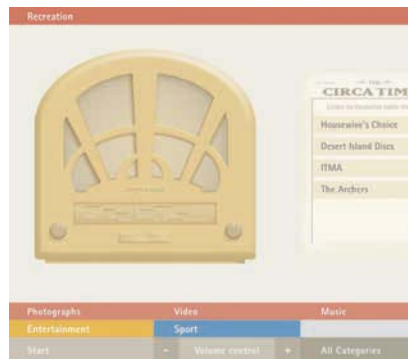 Recreation
THE
CIRCA TIM
Housewive's Choice
Desert Island Discs
ITMA
The Archers
Photographs Video Music
Entertainment Sport
Start - Volume control + All Categories